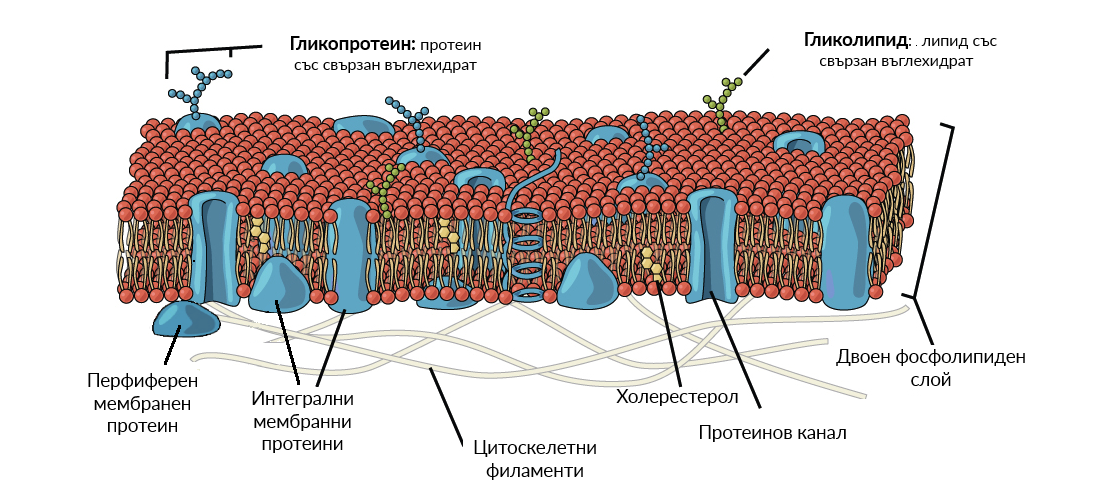 Гликопротеин: протеин
със свързан въглехидрат
Гликолипид: . липид със
свързан въглехидрат
Двоен фосфолипиден
слой
Перфиферен
мембранен
протеин
Интегрални
мембранни
протеини
Холерестерол
Протеинов канал
Цитоскелетни
филаменти